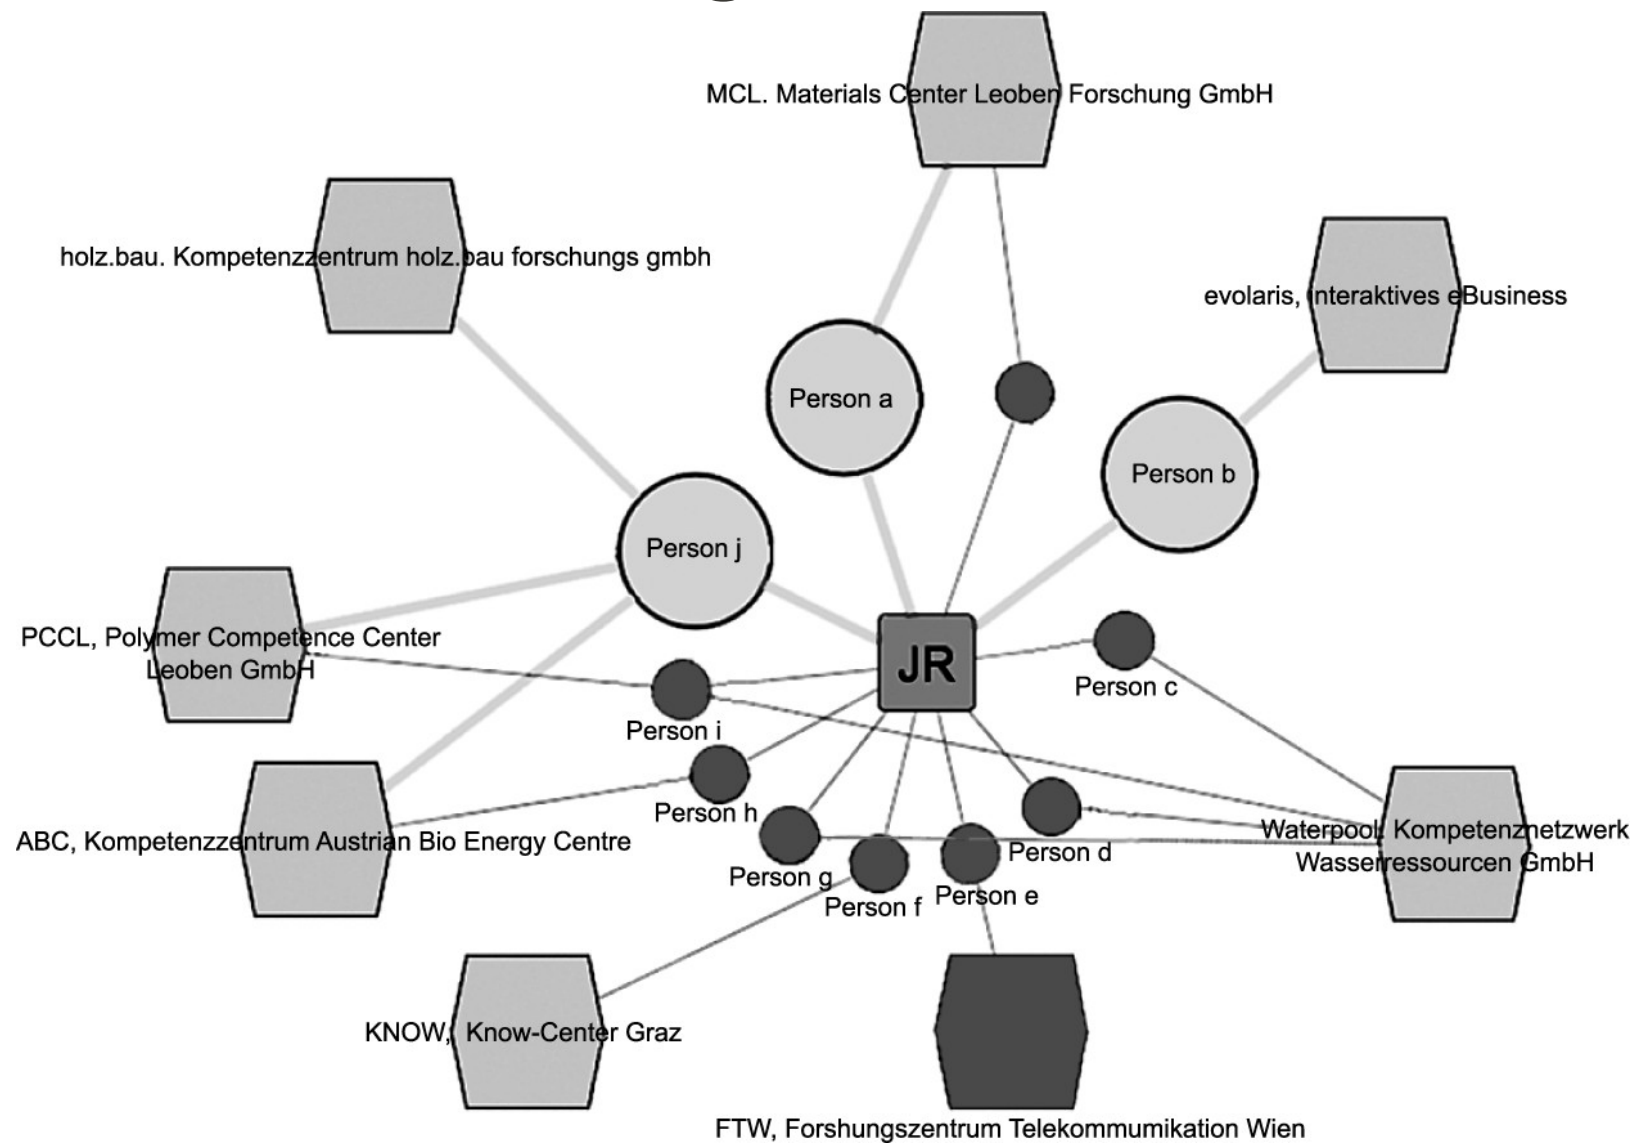 MCL. Materials Center Leoben Forschung GmbH
holz.bau. Kompetenzzentrum holz.bau forschungs gmbh
evolaris, interaktives eBusiness
Person a
Person b
Person j
PCCL, Polymer Competence Center
Leoben GmbH
JR
Person c
Person i
Person h
ABC, Kompetenzzentrum Austrian Bio Energy Centre
Waterpool, Kompetenznetzwerk
Wasserressourcen GmbH
Person d
Person g
Person e
Person f
KNOW, Know-Center Graz
FTW, Forshungszentrum Telekommumikation Wien